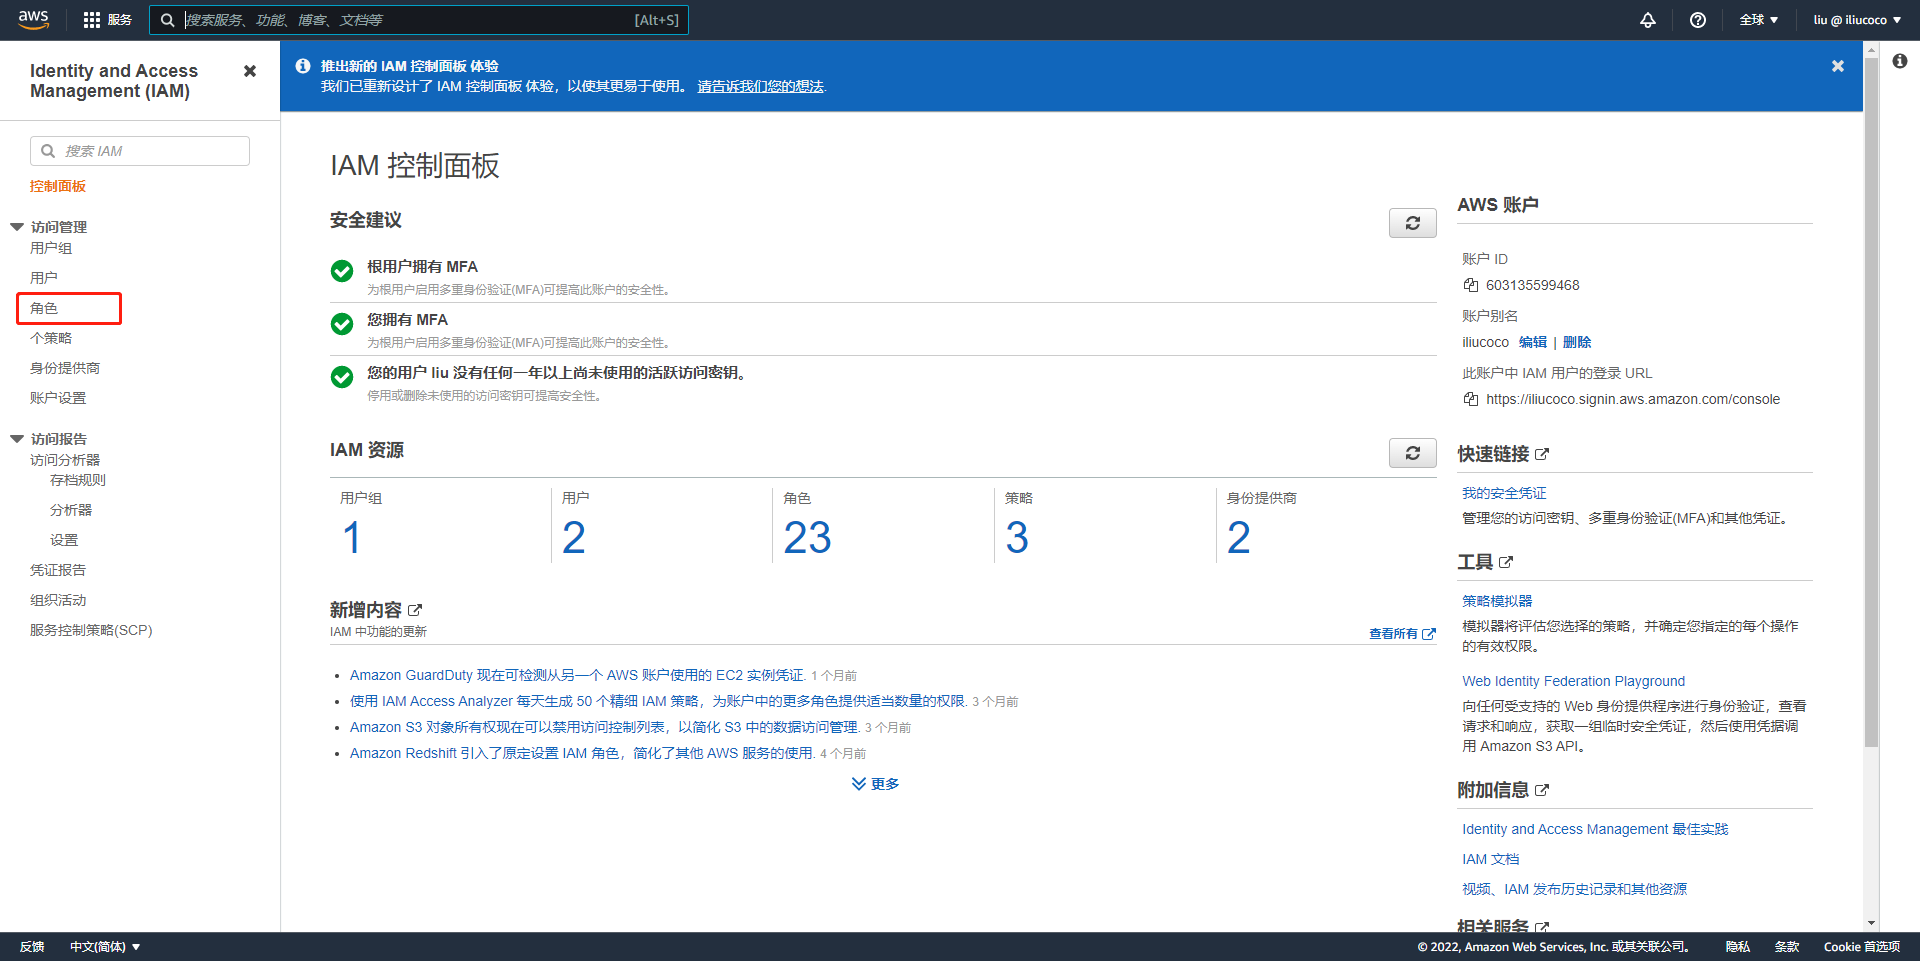 aws
服务
搜索服务、功能、博客、文档等
[Alt+S]
全球
liu @ iliucoco
Identity and Access
Management (IAM)
搜索 IAM
控制面板
访问管理
用户组
用户
角色
个策略
身份提供商
账户设置
访问报告
访问分析器
存档规则
分析器
设置
凭证报告
组织活动
服务控制策略(SCP)
推出新的 IAM 控制面板 体验
我们已重新设计了 IAM 控制面板 体验，以使其更易于使用。 请告诉我们您的想法.
IAM 控制面板
安全建议
根用户拥有 MFA
为根用户启用多重身份验证(MFA)可提高此账户的安全性。
您拥有 MFA
为根用户启用多重身份验证(MFA)可提高此账户的安全性。
您的用户 liu 没有任何一年以上尚未使用的活跃访问密钥。
停用或删除未使用的访问密钥可提高安全性。
IAM 资源
用户组
1
用户
2
角色
23
策略
3
身份提供商
2
新增内容
IAM 中功能的更新
查看所有
Amazon GuardDuty 现在可检测从另一个 AWS 账户使用的 EC2 实例凭证. 1 个月前
使用 IAM Access Analyzer 每天生成 50 个精细 IAM 策略，为账户中的更多角色提供适当数量的权限. 3 个月前
Amazon S3 对象所有权现在可以禁用访问控制列表，以简化 S3 中的数据访问管理. 3 个月前
Amazon Redshift 引入了原定设置 IAM 角色，简化了其他 AWS 服务的使用. 4 个月前
更多
AWS 账户
账户 ID
603135599468
账户别名
iliucoco 编辑 | 删除
此账户中 IAM 用户的登录 URL
https://iliucoco.signin.aws.amazon.com/console
快速链接
我的安全凭证
管理您的访问密钥、多重身份验证(MFA)和其他凭证。
工具
策略模拟器
模拟器将评估您选择的策略，并确定您指定的每个操作
的有效权限。
Web Identity Federation Playground
向任何受支持的 Web 身份提供程序进行身份验证，查看
请求和响应，获取一组临时安全凭证，然后使用凭据调
用 Amazon S3 API。
附加信息
Identity and Access Management 最佳实践
IAM 文档
视频、IAM 发布历史记录和其他资源
相关服务
反馈
中文(简体)
© 2022, Amazon Web Services, Inc. 或其关联公司。
隐私
条款
Cookie 首选项